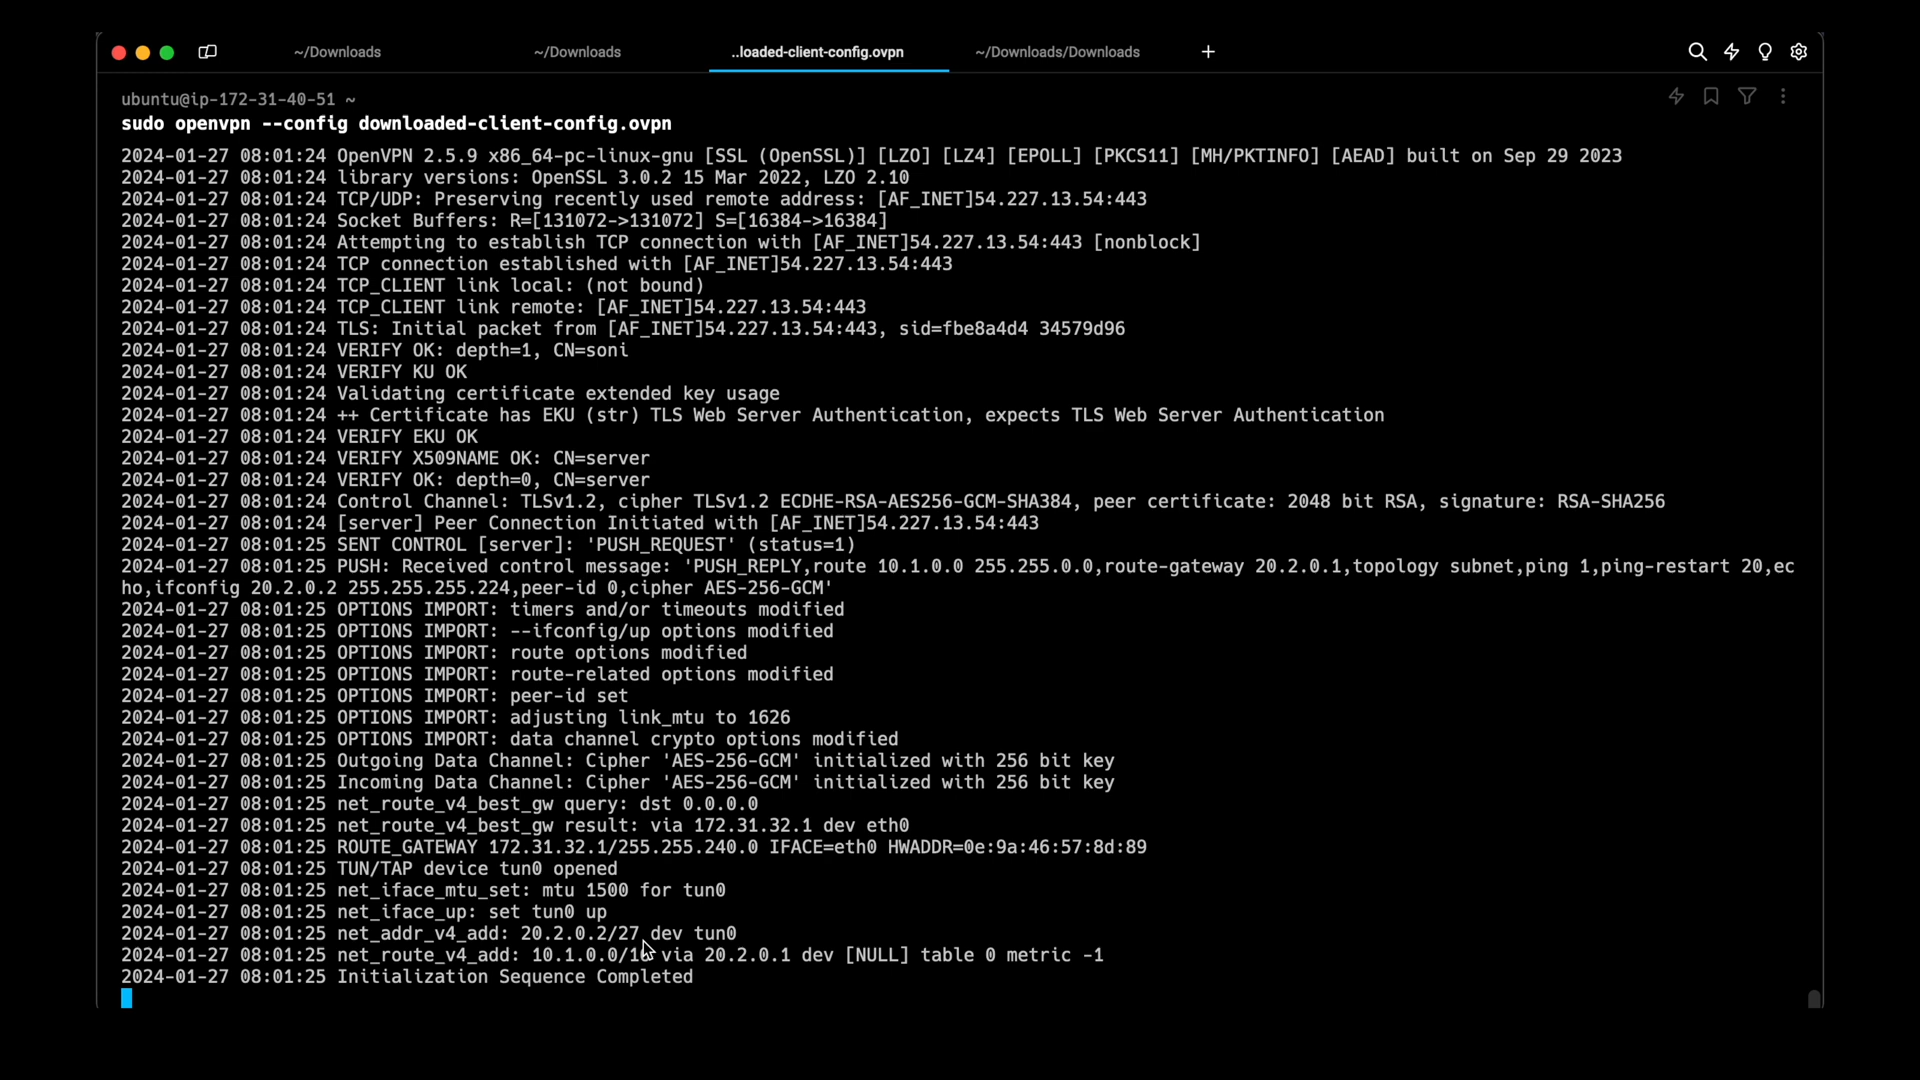 ~/Downloads
~/Downloads
..loaded-client-config.ovpn
~/Downloads/Downloads
ubuntu@ip-172-31-40-51 ~
sudo openvpn --config downloaded-client-config.ovpn
2024-01-27 08:01:24 OpenVPN 2.5.9 x86_64-pc-linux-gnu [SSL (OpenSSL)] [LZO] [LZ4] [EPOLL] [PKCS11] [MH/PKTINFO] [AEAD] built on Sep 29 2023
2024-01-27 08:01:24 library versions: OpenSSL 3.0.2 15 Mar 2022, LZO 2.10
2024-01-27 08:01:24 TCP/UDP: Preserving recently used remote address: [AF_INET]54.227.13.54:443
2024-01-27 08:01:24 Socket Buffers: R=[131072->131072] S=[16384->16384]
2024-01-27 08:01:24 Attempting to establish TCP connection with [AF_INET]54.227.13.54:443 [nonblock]
2024-01-27 08:01:24 TCP connection established with [AF_INET]54.227.13.54:443
2024-01-27 08:01:24 TCP_CLIENT link local: (not bound)
2024-01-27 08:01:24 TCP_CLIENT link remote: [AF_INET]54.227.13.54:443
2024-01-27 08:01:24 TLS: Initial packet from [AF_INET]54.227.13.54:443, sid=fbe8a4d4 34579d96
2024-01-27 08:01:24 VERIFY OK: depth=1, CN=soni
2024-01-27 08:01:24 VERIFY KU OK
2024-01-27 08:01:24 Validating certificate extended key usage
2024-01-27 08:01:24 ++ Certificate has EKU (str) TLS Web Server Authentication, expects TLS Web Server Authentication
2024-01-27 08:01:24 VERIFY EKU OK
2024-01-27 08:01:24 VERIFY X509NAME OK: CN=server
2024-01-27 08:01:24 VERIFY OK: depth=0, CN=server
2024-01-27 08:01:24 Control Channel: TLSv1.2, cipher TLSv1.2 ECDHE-RSA-AES256-GCM-SHA384, peer certificate: 2048 bit RSA, signature: RSA-SHA256
2024-01-27 08:01:24 [server] Peer Connection Initiated with [AF_INET]54.227.13.54:443
2024-01-27 08:01:25 SENT CONTROL [server]: 'PUSH_REQUEST' (status=1)
2024-01-27 08:01:25 PUSH: Received control message: 'PUSH_REPLY,route 10.1.0.0 255.255.0.0,route-gateway 20.2.0.1,topology subnet,ping 1,ping-restart 20,ec
ho,ifconfig 20.2.0.2 255.255.255.224,peer-id 0,cipher AES-256-GCM'
2024-01-27 08:01:25 OPTIONS IMPORT: timers and/or timeouts modified
2024-01-27 08:01:25 OPTIONS IMPORT: --ifconfig/up options modified
2024-01-27 08:01:25 OPTIONS IMPORT: route options modified
2024-01-27 08:01:25 OPTIONS IMPORT: route-related options modified
2024-01-27 08:01:25 OPTIONS IMPORT: peer-id set
2024-01-27 08:01:25 OPTIONS IMPORT: adjusting link_mtu to 1626
2024-01-27 08:01:25 OPTIONS IMPORT: data channel crypto options modified
2024-01-27 08:01:25 Outgoing Data Channel: Cipher 'AES-256-GCM' initialized with 256 bit key
2024-01-27 08:01:25 Incoming Data Channel: Cipher 'AES-256-GCM' initialized with 256 bit key
2024-01-27 08:01:25 net_route_v4_best_gw query: dst 0.0.0.0
2024-01-27 08:01:25 net_route_v4_best_gw result: via 172.31.32.1 dev eth0
2024-01-27 08:01:25 ROUTE_GATEWAY 172.31.32.1/255.255.240.0 IFACE=eth0 HWADDR=0e:9a:46:57:8d:89
2024-01-27 08:01:25 TUN/TAP device tun0 opened
2024-01-27 08:01:25 net_iface_mtu_set: mtu 1500 for tun0
2024-01-27 08:01:25 net_iface_up: set tun0 up
2024-01-27 08:01:25 net_addr_v4_add: 20.2.0.2/27 dev tun0
2024-01-27 08:01:25 net_route_v4_add: 10.1.0.0/16 via 20.2.0.1 dev [NULL] table 0 metric -1
2024-01-27 08:01:25 Initialization Sequence Completed